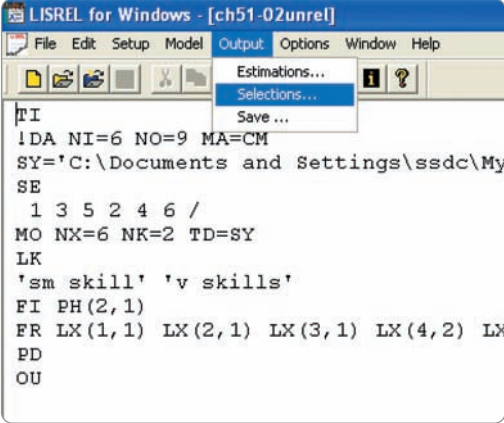 LISREL for Windows - [ch51-02unrel]
File Edit Setup Model Output Options Window Help
Estimations...
Selections...
Save ...
TI
!DA NI=6 NO=9 MA=CM
SY='C:\Documents and Settings\ssdc\My
SE
1 3 5 2 4 6 /
MO NX=6 NK=2 TD=SY
LK
'sm skill' 'v skills'
FI PH(2,1)
FR LX(1,1) LX(2,1) LX(3,1) LX(4,2) LX
PD
OU